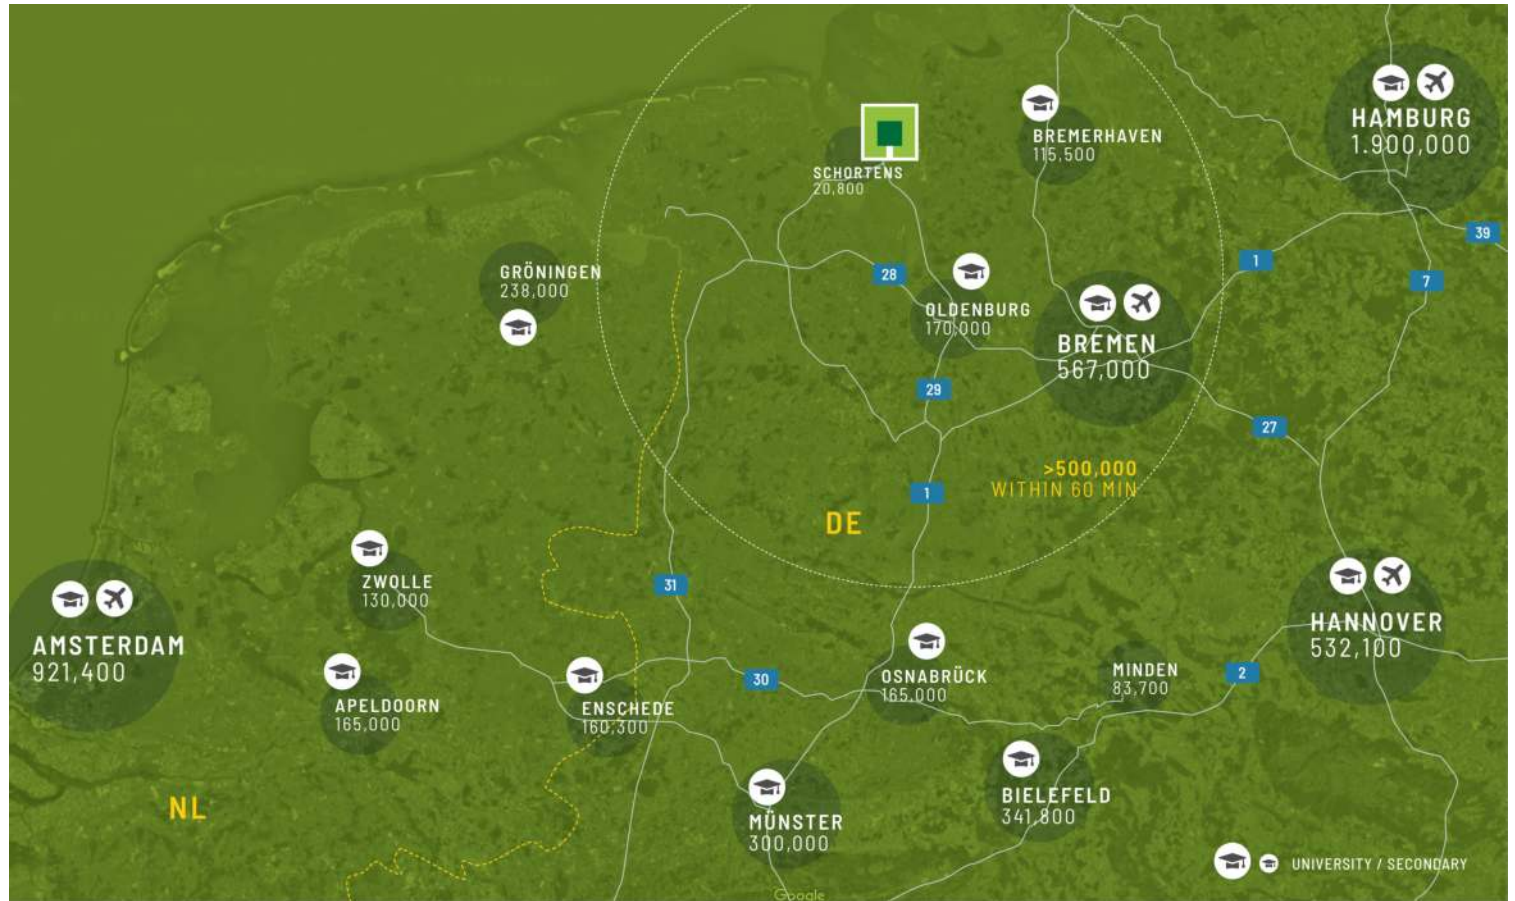 HAMBURG
1.900,000
BREMERHAVEN
115,500
SCHORTENS
20,800
39
1
7
28
GRÖNINGEN
238,000
OLDENBURG
170,000
BREMEN
567,000
29
27
>500,000
WITHIN 60 MIN
1
DE
31
ZWOLLE
130,000
AMSTERDAM
921,400
HANNOVER
532,100
30
OSNABRÜCK
165,000
MINDEN
83,700
2
APELDOORN
165,000
ENSCHEDE
160,300
NL
MÜNSTER
300,000
BIELEFELD
341,800
UNIVERSITY / SECONDARY
Google